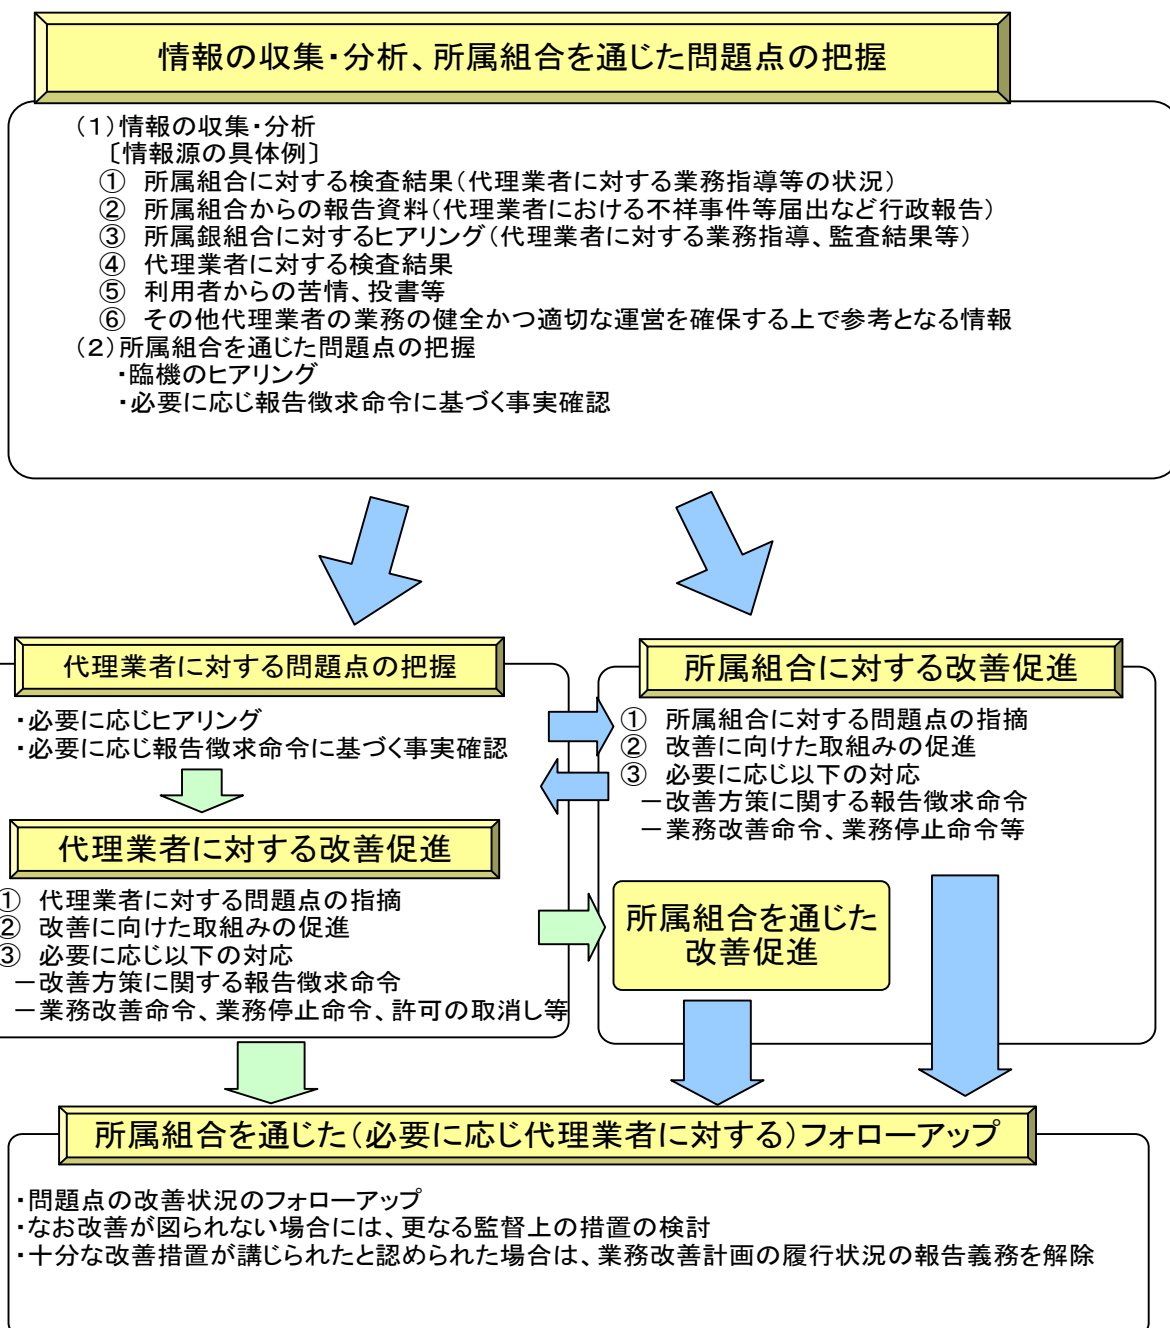 情報の収集・分析、所属組合を通じた問題点の把握
（１）情報の収集・分析
〔情報源の具体例〕
① 所属組合に対する検査結果（代理業者に対する業務指導等の状況）
② 所属組合からの報告資料（代理業者における不祥事件等届出など行政報告）
③ 所属銀組合に対するヒアリング（代理業者に対する業務指導、監査結果等）
④ 代理業者に対する検査結果
⑤ 利用者からの苦情、投書等
⑥ その他代理業者の業務の健全かつ適切な運営を確保する上で参考となる情報
（２）所属組合を通じた問題点の把握
・臨機のヒアリング
・必要に応じ報告徴求命令に基づく事実確認
代理業者に対する問題点の把握
・必要に応じヒアリング
・必要に応じ報告徴求命令に基づく事実確認
代理業者に対する改善促進
① 代理業者に対する問題点の指摘
② 改善に向けた取組みの促進
③ 必要に応じ以下の対応
－改善方策に関する報告徴求命令
－業務改善命令、業務停止命令、許可の取消し等
所属組合に対する改善促進
① 所属組合に対する問題点の指摘
② 改善に向けた取組みの促進
③ 必要に応じ以下の対応
－改善方策に関する報告徴求命令
－業務改善命令、業務停止命令等
所属組合を通じた
改善促進
所属組合を通じた（必要に応じ代理業者に対する）フォローアップ
・問題点の改善状況のフォローアップ
・なお改善が図られない場合には、更なる監督上の措置の検討
・十分な改善措置が講じられたと認められた場合は、業務改善計画の履行状況の報告義務を解除